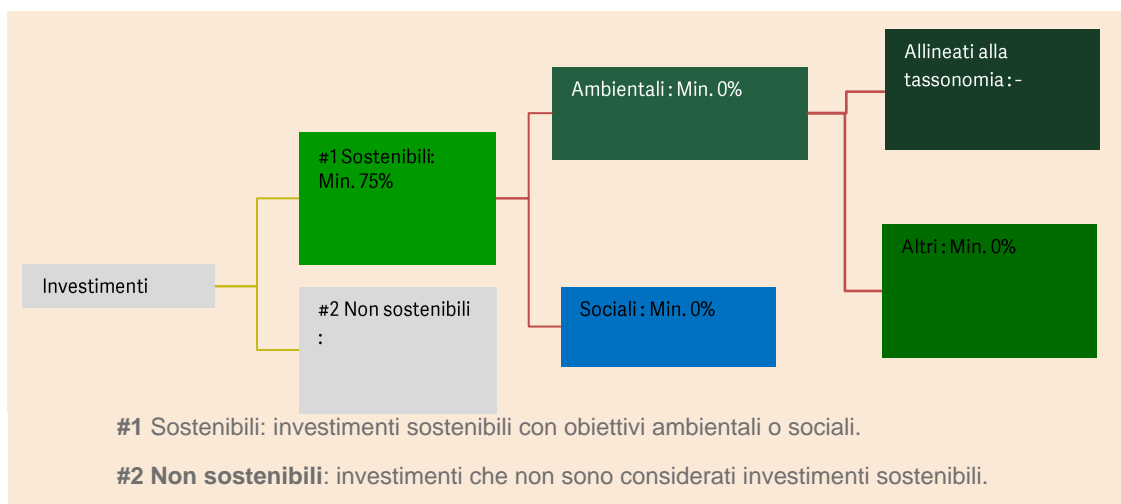 Investimenti
#1 Sostenibili:
Min. 75%
#2 Non sostenibili
:
Ambientali : Min. 0%
Sociali : Min. 0%
Allineati alla
tassonomia : -
Altri : Min. 0%
#1 Sostenibili: investimenti sostenibili con obiettivi ambientali o sociali.
#2 Non sostenibili: investimenti che non sono considerati investimenti sostenibili.